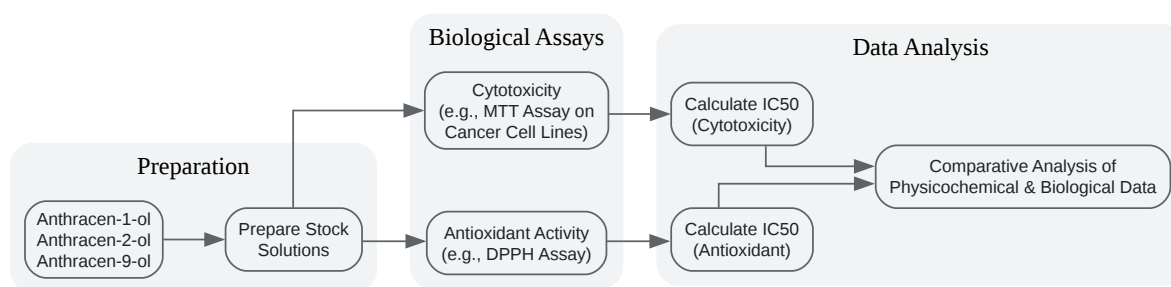 Preparation
Anthracen-1-ol
Anthracen-2-ol
Anthracen-9-ol
Prepare Stock
Solutions
Biological Assays
Cytotoxicity
(e.g., MTT Assay on
Cancer Cell Lines)
Antioxidant Activity
(e.g., DPPH Assay)
Data Analysis
Calculate IC50
(Cytotoxicity)
Calculate IC50
(Antioxidant)
Comparative Analysis of
Physicochemical & Biological Data